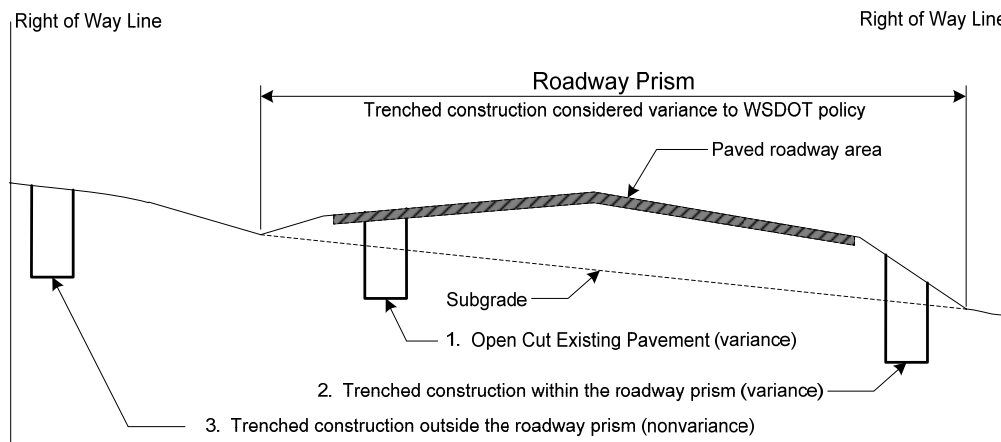 Right of Way Line
Right of Way Line
Roadway Prism
Trenched construction considered variance to WSDOT policy
Paved roadway area
Subgrade
1. Open Cut Existing Pavement (variance)
2. Trenched construction within the roadway prism (variance)
3. Trenched construction outside the roadway prism (nonvariance)